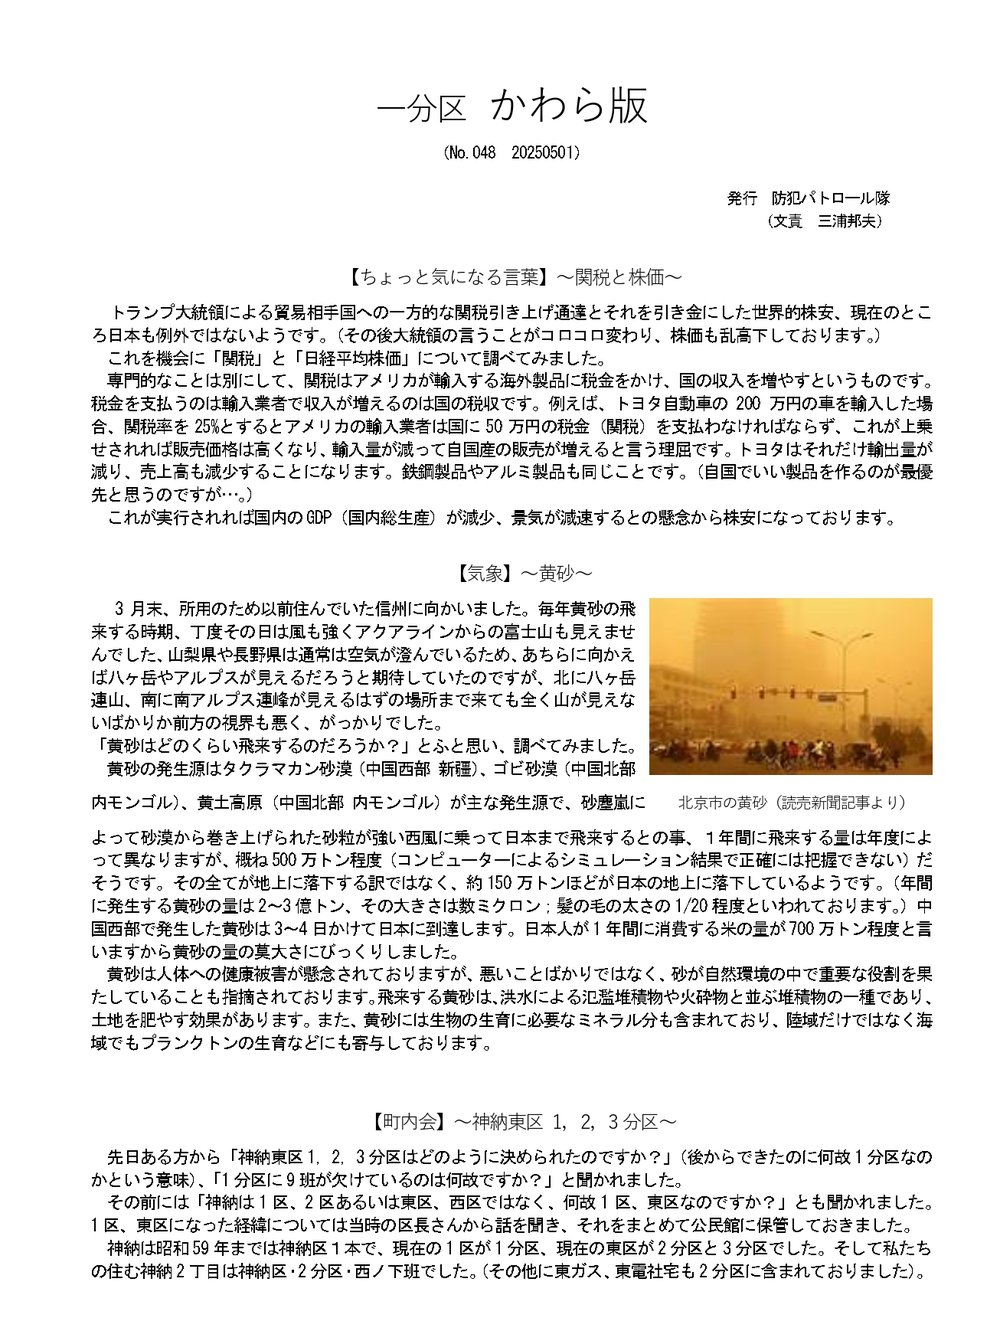 一分区 かわら版
（No.048 20250501）
発行 防犯パトロール隊
（文責 三浦邦夫）
【ちょっと気になる言葉】～関税と株価～
トランプ大統領による貿易相手国への一方的な関税引き上げ通達とそれを引き金にした世界的株安、現在のとこ
ろ日本も例外ではないようです。（その後大統領の言うことがコロコロ変わり、株価も乱高下しております。）
これを機会に「関税」と「日経平均株価」について調べてみました。
専門的なことは別にして、関税はアメリカが輸入する海外製品に税金をかけ、国の収入を増やすというものです。
税金を支払うのは輸入業者で収入が増えるのは国の税収です。例えば、トヨタ自動車の 200 万円の車を輸入した場
合、関税率を 25%とするとアメリカの輸入業者は国に 50 万円の税金（関税）を支払わなければならず、これが上乗
せされれば販売価格は高くなり、輸入量が減って自国産の販売が増えると言う理屈です。トヨタはそれだけ輸出量が
減り、売上高も減少することになります。鉄鋼製品やアルミ製品も同じことです。（自国でいい製品を作るのが最優
先と思うのですが…。）
これが実行されれば国内の GDP（国内総生産）が減少、景気が減速するとの懸念から株安になっております。
【気象】～黄砂～
3 月末、所用のため以前住んでいた信州に向かいました。毎年黄砂の飛
来する時期、丁度その日は風も強くアクアラインからの富士山も見えませ
んでした、山梨県や長野県は通常は空気が澄んでいるため、あちらに向かえ
ば八ヶ岳やアルプスが見えるだろうと期待していたのですが、北に八ヶ岳
連山、南に南アルプス連峰が見えるはずの場所まで来ても全く山が見えな
いばかりか前方の視界も悪く、がっかりでした。
「黄砂はどのくらい飛来するのだろうか？」とふと思い、調べてみました。
黄砂の発生源はタクラマカン砂漠（中国西部 新疆）、ゴビ砂漠（中国北部
内モンゴル）、黄土高原（中国北部 内モンゴル）が主な発生源で、砂塵嵐に
北京市の黄砂（読売新聞記事より）
よって砂漠から巻き上げられた砂粒が強い西風に乗って日本まで飛来するとの事、１年間に飛来する量は年度によ
って異なりますが、概ね 500 万トン程度（コンピューターによるシミュレーション結果で正確には把握できない）だ
そうです。その全てが地上に落下する訳ではなく、約 150 万トンほどが日本の地上に落下しているようです。（年間
に発生する黄砂の量は 2～3 億トン、その大きさは数ミクロン；髪の毛の太さの 1/20 程度といわれております。）中
国西部で発生した黄砂は 3～4 日かけて日本に到達します。日本人が 1 年間に消費する米の量が 700 万トン程度と言
いますから黄砂の量の莫大さにびっくりしました。
黄砂は人体への健康被害が懸念されておりますが、悪いことばかりではなく、砂が自然環境の中で重要な役割を果
たしていることも指摘されております。飛来する黄砂は、洪水による氾濫堆積物や火砕物と並ぶ堆積物の一種であり、
土地を肥やす効果があります。また、黄砂には生物の生育に必要なミネラル分も含まれており、陸域だけではなく海
域でもプランクトンの生育などにも寄与しております。
【町内会】～神納東区 1，2，3 分区～
先日ある方から「神納東区 1，2，3 分区はどのように決められたのですか？」（後からできたのに何故 1 分区なの
かという意味）、「1 分区に 9 班が欠けているのは何故ですか？」と聞かれました。
その前には「神納は 1 区、2 区あるいは東区、西区ではなく、何故 1 区、東区なのですか？」とも聞かれました。
1 区、東区になった経緯については当時の区長さんから話を聞き、それをまとめて公民館に保管しておきました。
神納は昭和 59 年までは神納区１本で、現在の 1 区が 1 分区、現在の東区が 2 分区と 3 分区でした。そして私たち
の住む神納 2 丁目は神納区・2 分区・西ノ下班でした。（その他に東ガス、東電社宅も 2 分区に含まれておりました）。